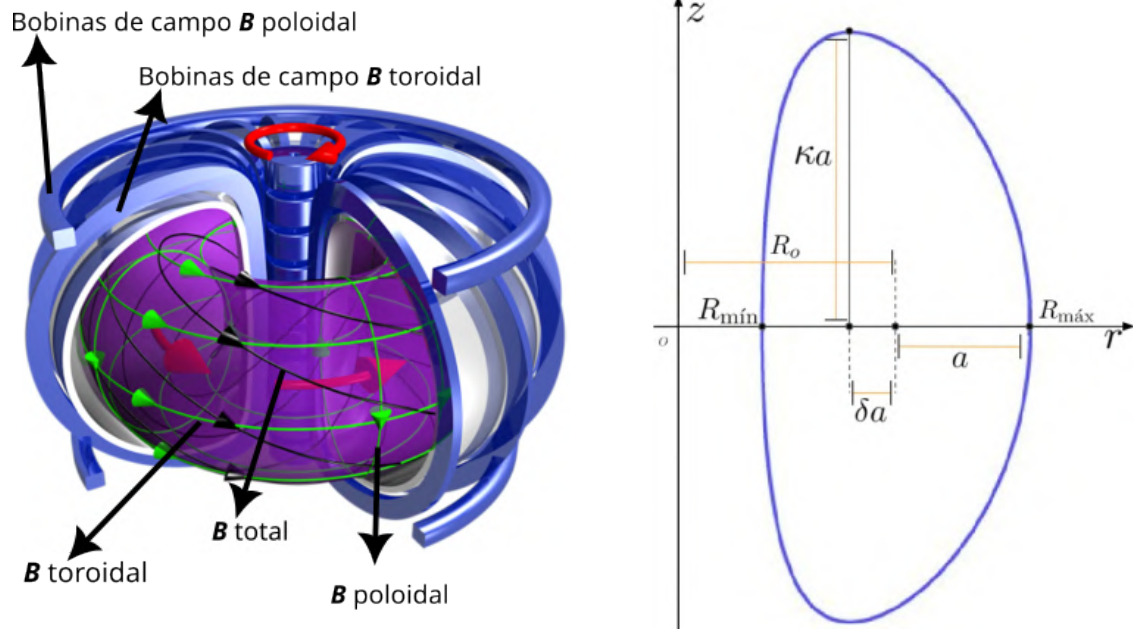 Bobinas de campo B poloidal
Bobinas de campo B toroidal
B total
B toroidal
B poloidal
z
κa
R_o
R_mín
R_máx
o
r
a
δa